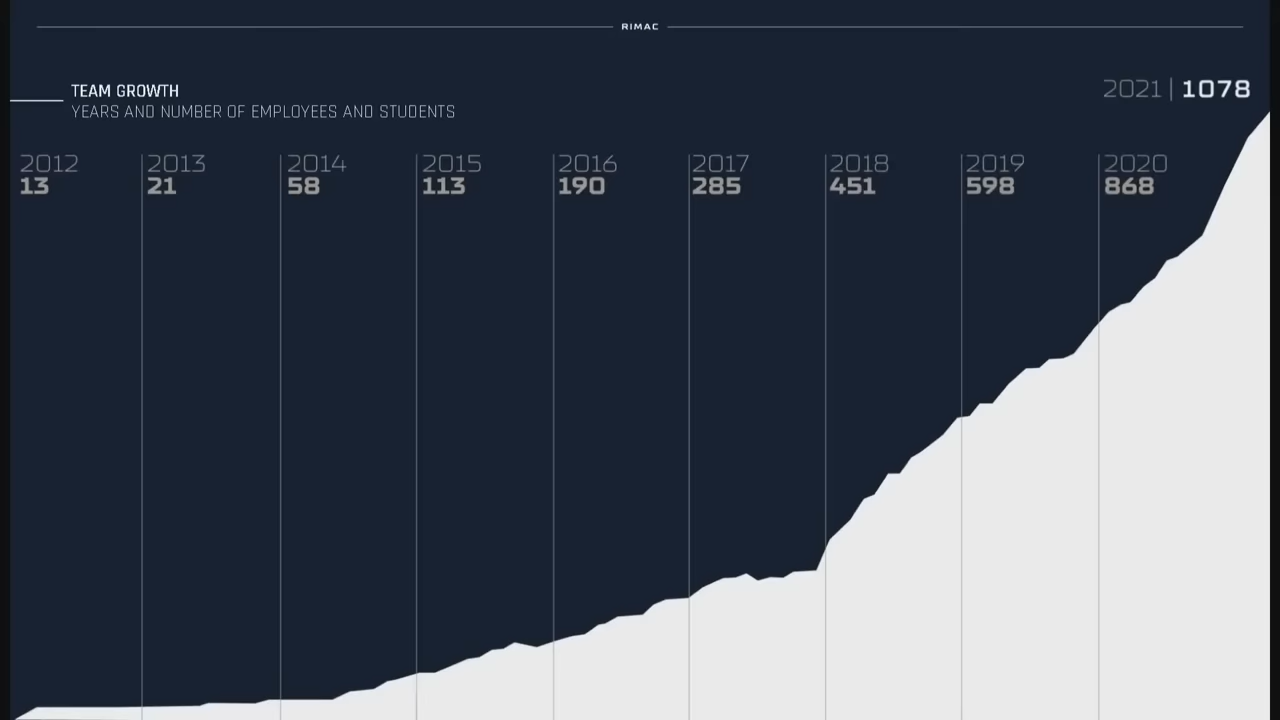 RIMAC
TEAM GROWTH
YEARS AND NUMBER OF EMPLOYEES AND STUDENTS
2021 | 1078
2012 2013 2014 2015 2016 2017 2018 2019 2020
13 21 58 113 190 285 451 598 868